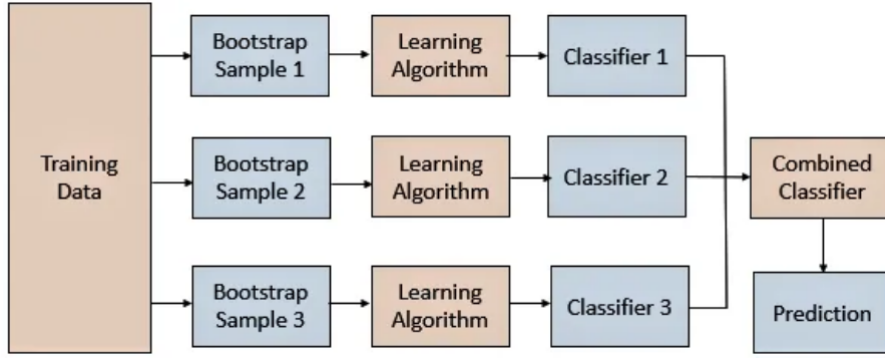 Training
Data
Bootstrap
Sample 1
Learning
Algorithm
Classifier 1
Bootstrap
Sample 2
Learning
Algorithm
Classifier 2
Bootstrap
Sample 3
Learning
Algorithm
Classifier 3
Combined
Classifier
Prediction